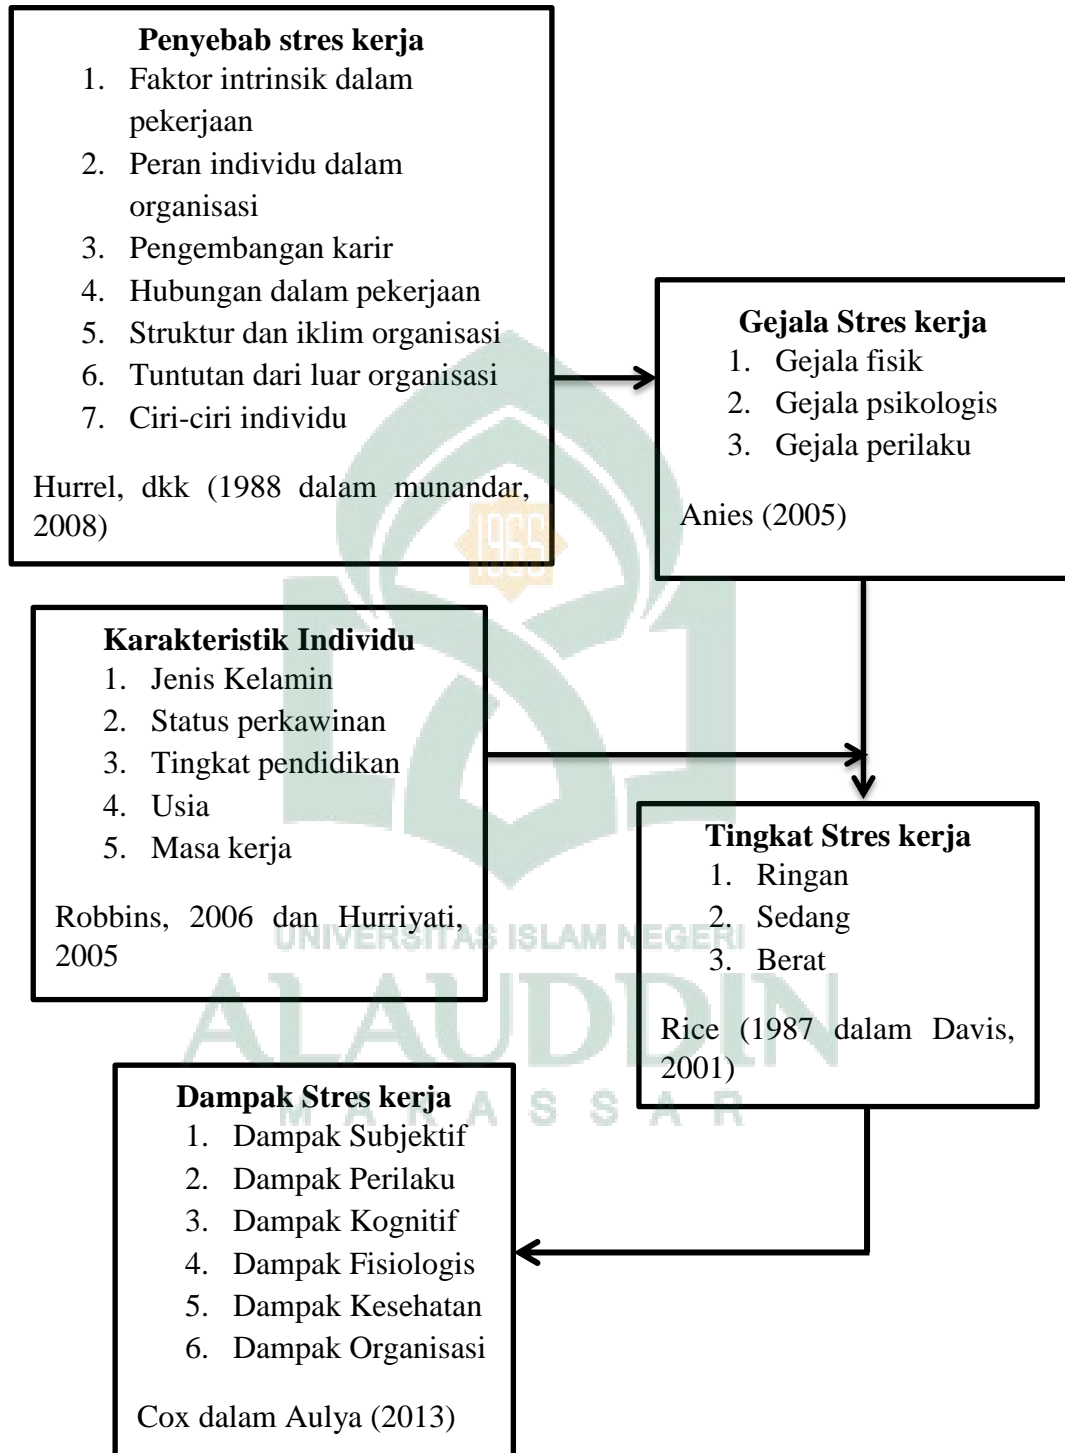 Penyebab stres kerja
1. Faktor intrinsik dalam
pekerjaan
2. Peran individu dalam
organisasi
3. Pengembangan karir
4. Hubungan dalam pekerjaan
5. Struktur dan iklim organisasi
6. Tuntutan dari luar organisasi
7. Ciri-ciri individu
Hurrel, dkk (1988 dalam munandar,
2008)
Gejala Stres kerja
1. Gejala fisik
2. Gejala psikologis
3. Gejala perilaku
Anies (2005)
1965
Karakteristik Individu
1. Jenis Kelamin
2. Status perkawinan
3. Tingkat pendidikan
4. Usia
5. Masa kerja
Robbins, 2006 dan Hurriyati,
2005
Tingkat Stres kerja
1. Ringan
2. Sedang
3. Berat
Rice (1987 dalam Davis,
2001)
UNIVERSITAS ISLAM NEGERI
ALAUDDIN
MAKASSAR
Dampak Stres kerja
1. Dampak Subjektif
2. Dampak Perilaku
3. Dampak Kognitif
4. Dampak Fisiologis
5. Dampak Kesehatan
6. Dampak Organisasi
Cox dalam Aulya (2013)